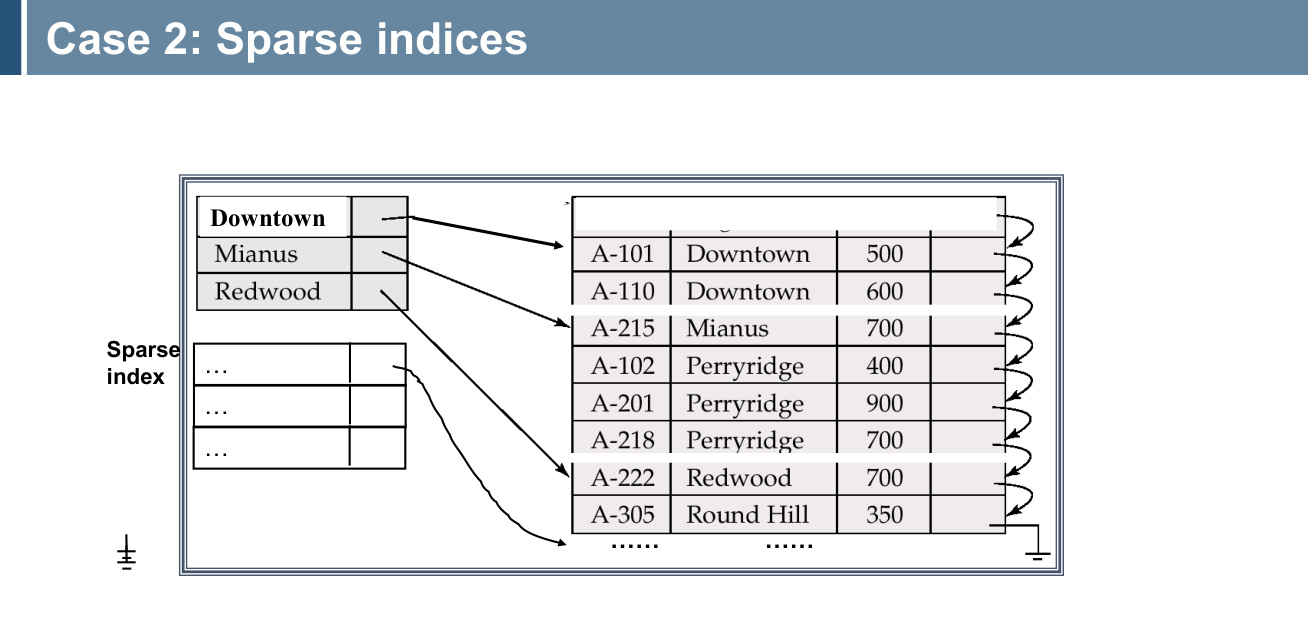 Case 2: Sparse indices
Downtown
Mianus
Redwood
Sparse
index
...
...
...
A-101 Downtown 500
A-110 Downtown 600
A-215 Mianus 700
A-102 Perryridge 400
A-201 Perryridge 900
A-218 Perryridge 700
A-222 Redwood 700
A-305 Round Hill 350
...... ......